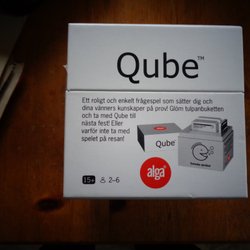 Qube™
Ett roligt och enkelt frågespel som sätter dig och
dina vänners kunskaper på prov! Glöm tulpanbuketten
och ta med Qube till
nästa fest! Eller
varför inte ta med
spelet på resan!
Qube
alga
15+ 2–6